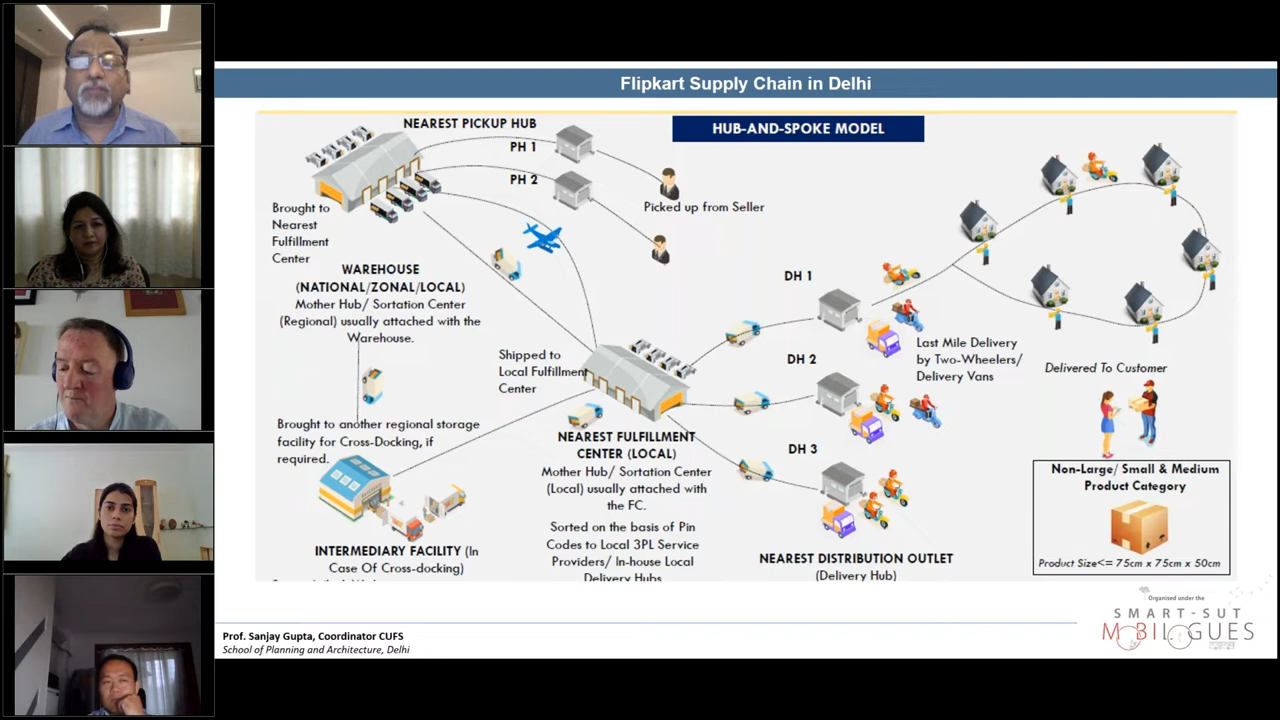 Flipkart Supply Chain in Delhi
HUB-AND-SPOKE MODEL
NEAREST PICKUP HUB
PH 1
PH 2
Picked up from Seller
Brought to
Nearest
Fulfillment
Center
WAREHOUSE
(NATIONAL/ZONAL/LOCAL)
Mother Hub/ Sortation Center
(Regional) usually attached with the
Warehouse.
Shipped to
Local Fulfillment
Center
Brought to another regional storage
facility for Cross-Docking, if
required.
INTERMEDIARY FACILITY (In
Case Of Cross-docking)
NEAREST FULFILLMENT
CENTER (LOCAL)
Mother Hub/ Sortation Center
(Local) usually attached with
the FC.
Sorted on the basis of Pin
Codes to Local 3PL Service
Providers/ In-house Local
Delivery Hubs
DH 1
DH 2
DH 3
Last Mile Delivery
by Two-Wheelers/
Delivery Vans
NEAREST DISTRIBUTION OUTLET
(Delivery Hub)
Delivered To Customer
Non-Large/ Small & Medium
Product Category
Product Size<= 75cm x 75cm x 50cm
Prof. Sanjay Gupta, Coordinator CUFS
School of Planning and Architecture, Delhi
Organised under the
SMART-SUT
MOBILOGUES